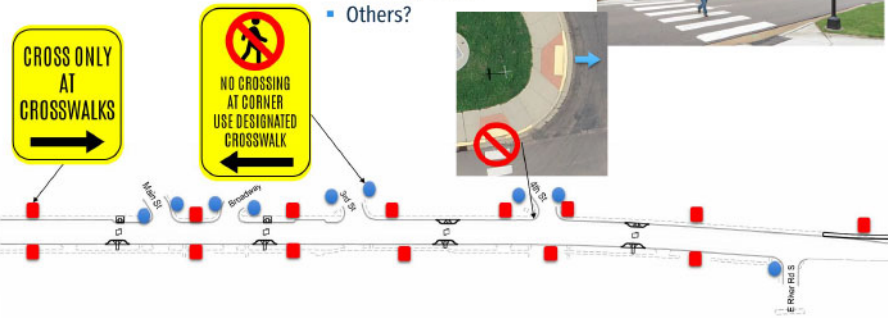 CROSS ONLY
AT
CROSSWALKS
NO CROSSING
AT CORNER
USE DESIGNATED
CROSSWALK
▪ Others?
Main St
Broadway
3rd St
4th St
E River Rd S